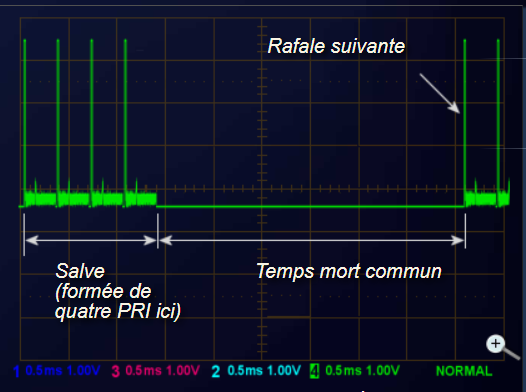 Rafale suivante
Salve
(formée de
quatre PRI ici)
Temps mort commun
1 0.5ms 1.00V 3 0.5ms 1.00V 2 0.5ms 1.00V 4 0.5ms 1.00V NORMAL